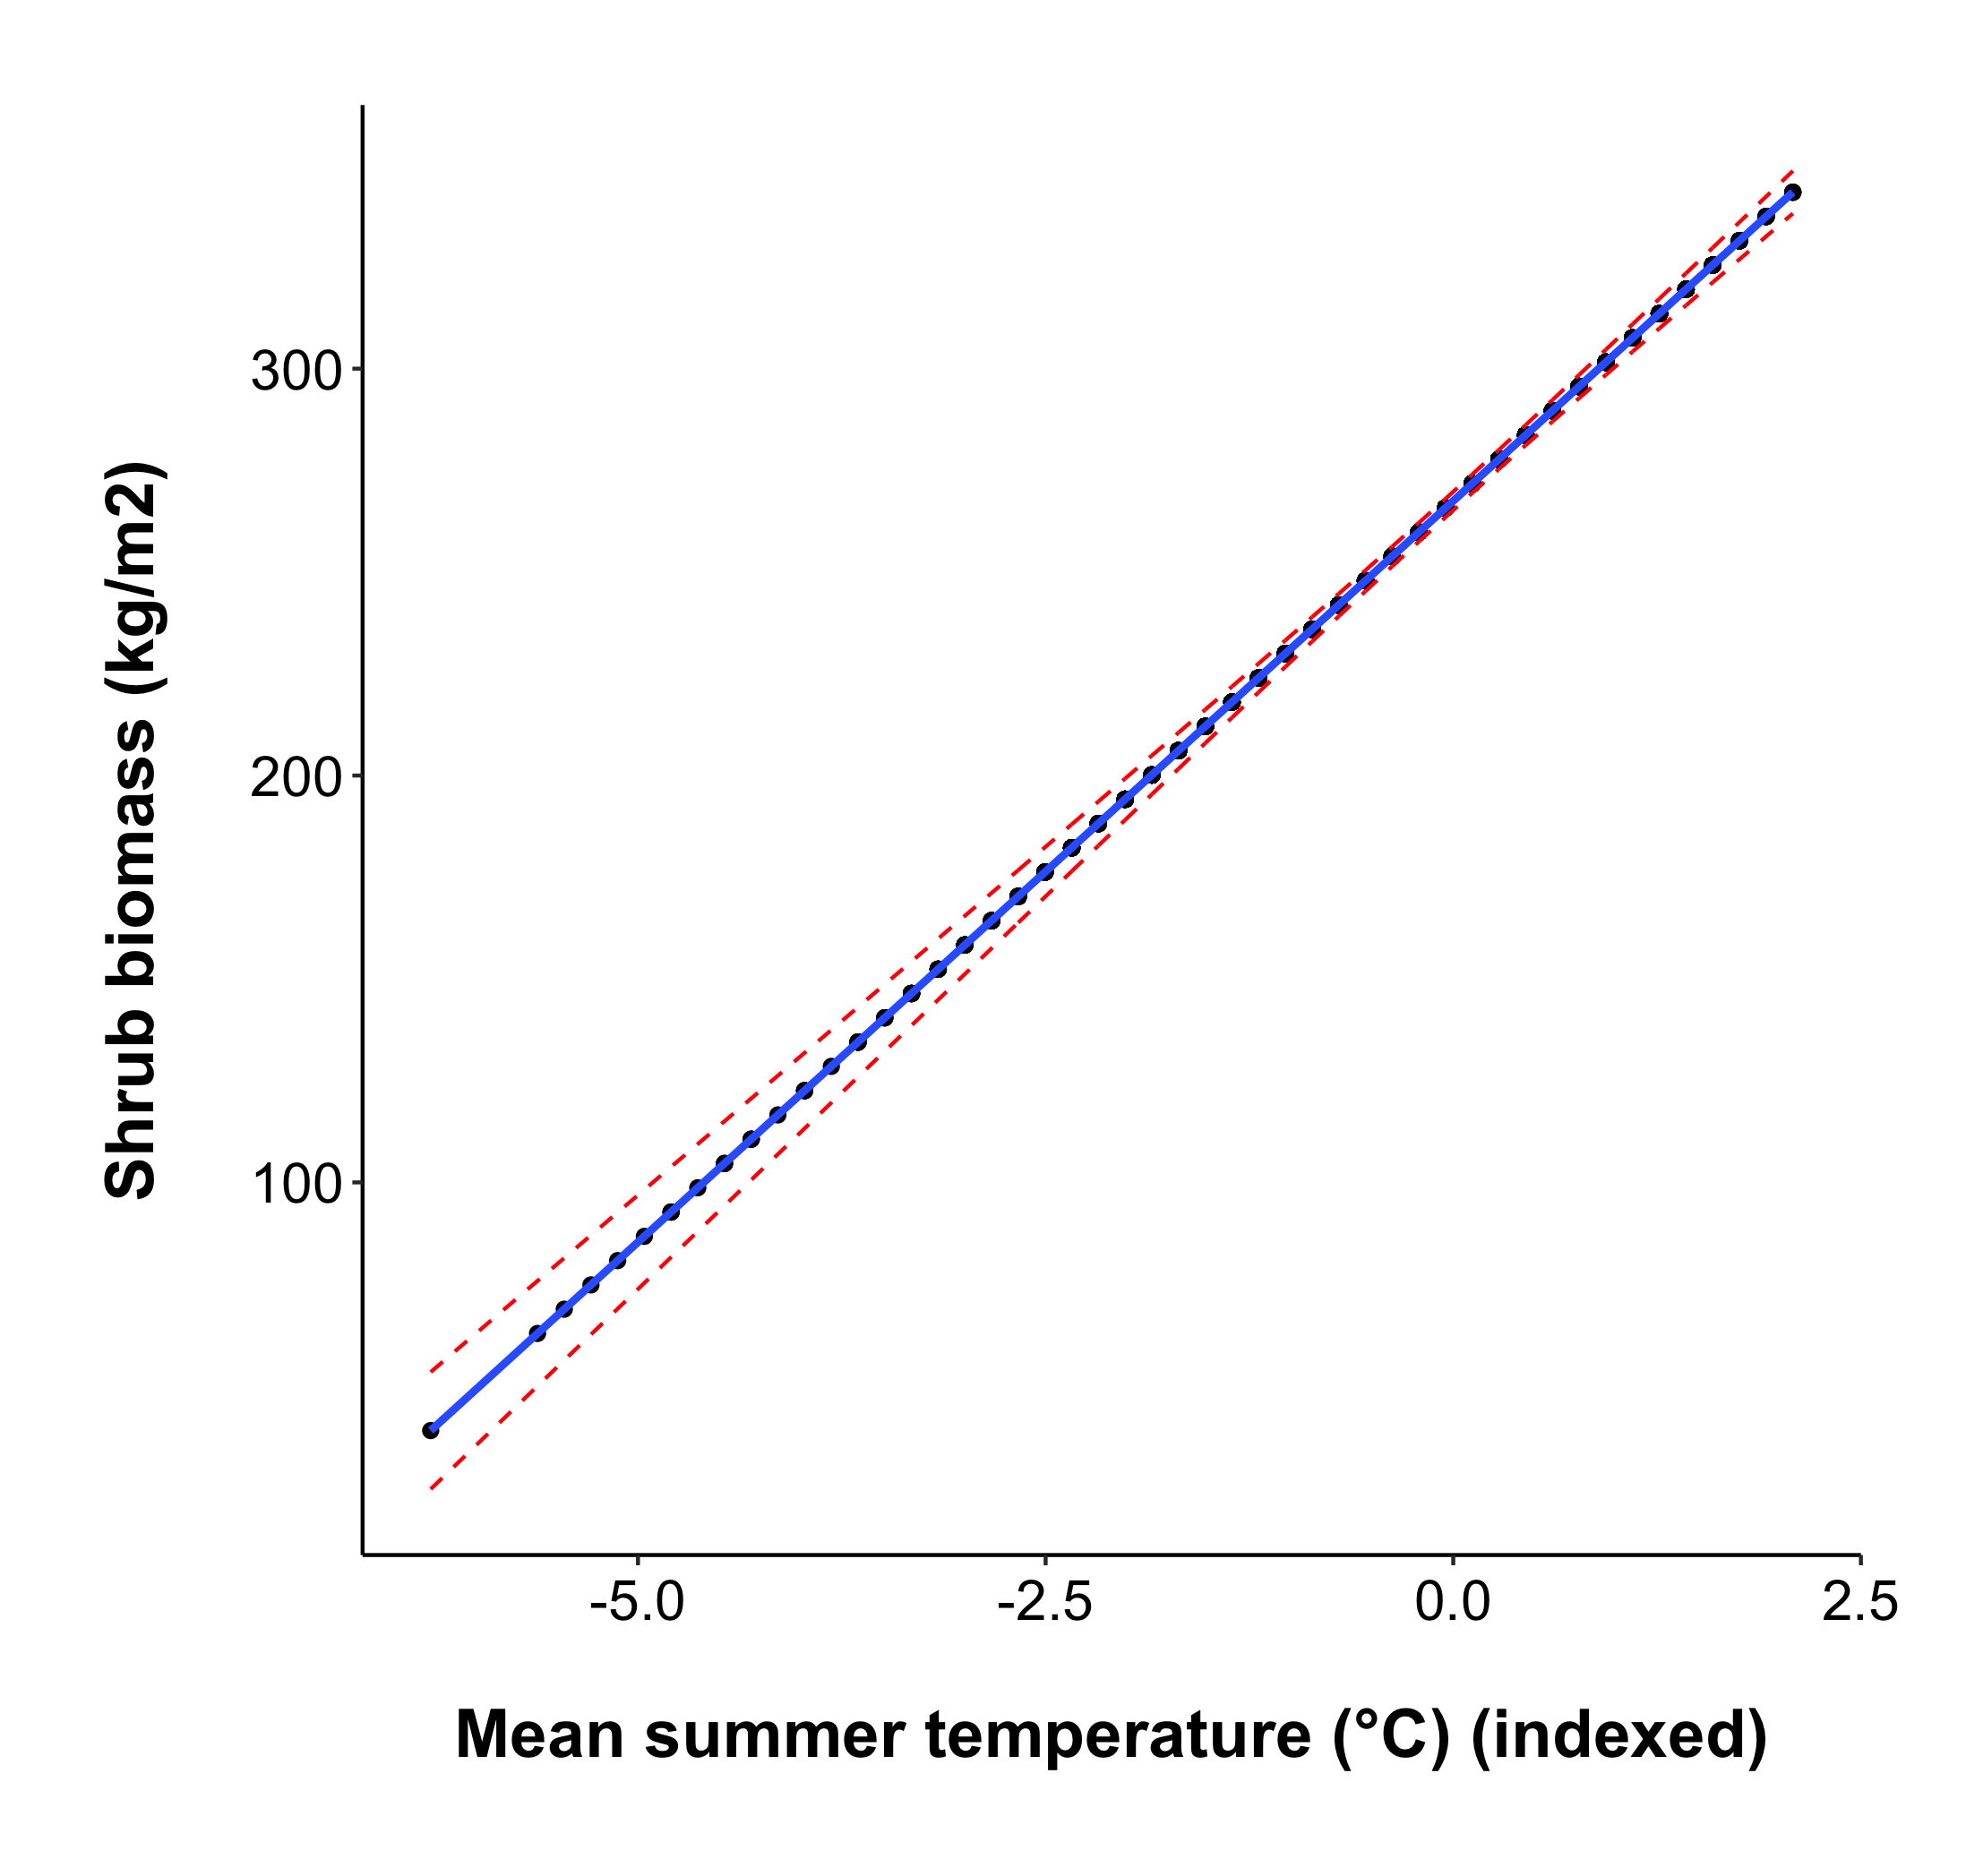 Shrub biomass (kg/m2)
300
200
100
-5.0 -2.5 0.0 2.5
Mean summer temperature (°C) (indexed)